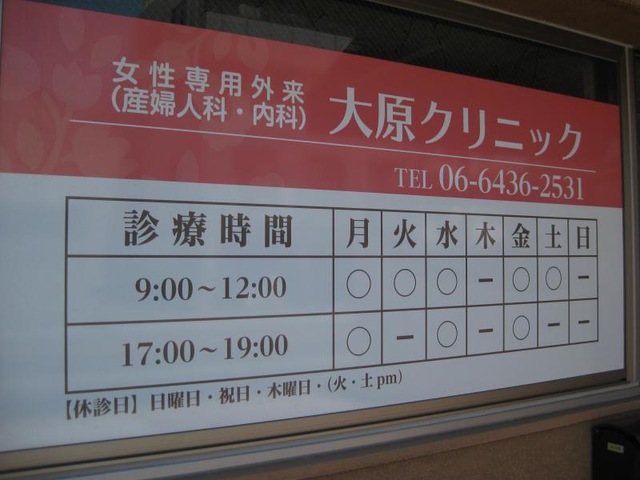 女性専用外来
(産婦人科・内科)
大原クリニック
TEL 06-6436-2531
診療時間 月 火 水 木 金 土 日
9:00～12:00 ○ ○ ○ ー ○ ○ ー
17:00～19:00 ○ ー ○ ー ○ ー ー
【休診日】日曜日・祝日・木曜日・(火・土pm)